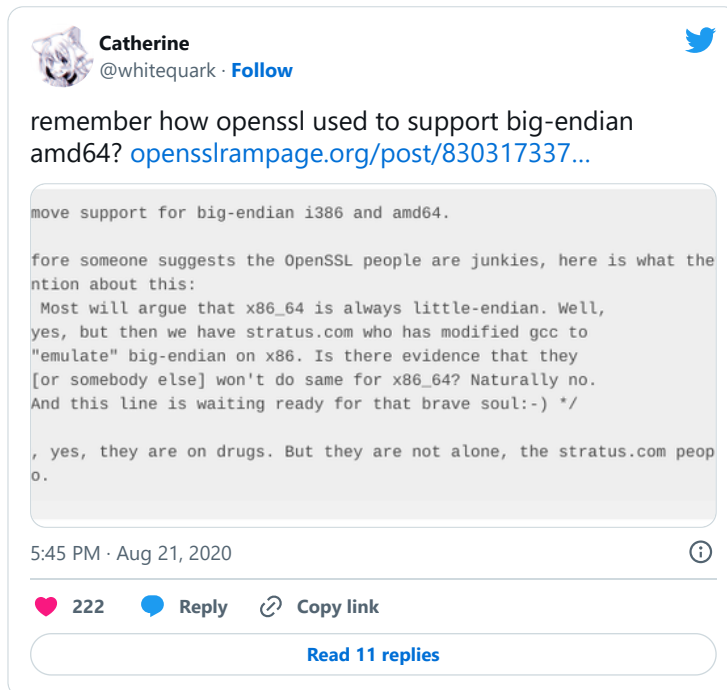 Catherine
@whitequark · Follow
remember how openssl used to support big-endian
amd64? opensslrampage.org/post/830317337...
move support for big-endian i386 and amd64.
fore someone suggests the OpenSSL people are junkies, here is what the
ntion about this:
Most will argue that x86_64 is always little-endian. Well,
yes, but then we have stratus.com who has modified gcc to
"emulate" big-endian on x86. Is there evidence that they
[or somebody else] won't do same for x86_64? Naturally no.
And this line is waiting ready for that brave soul:-) */
, yes, they are on drugs. But they are not alone, the stratus.com peop
o.
5:45 PM · Aug 21, 2020
222 Reply Copy link
Read 11 replies